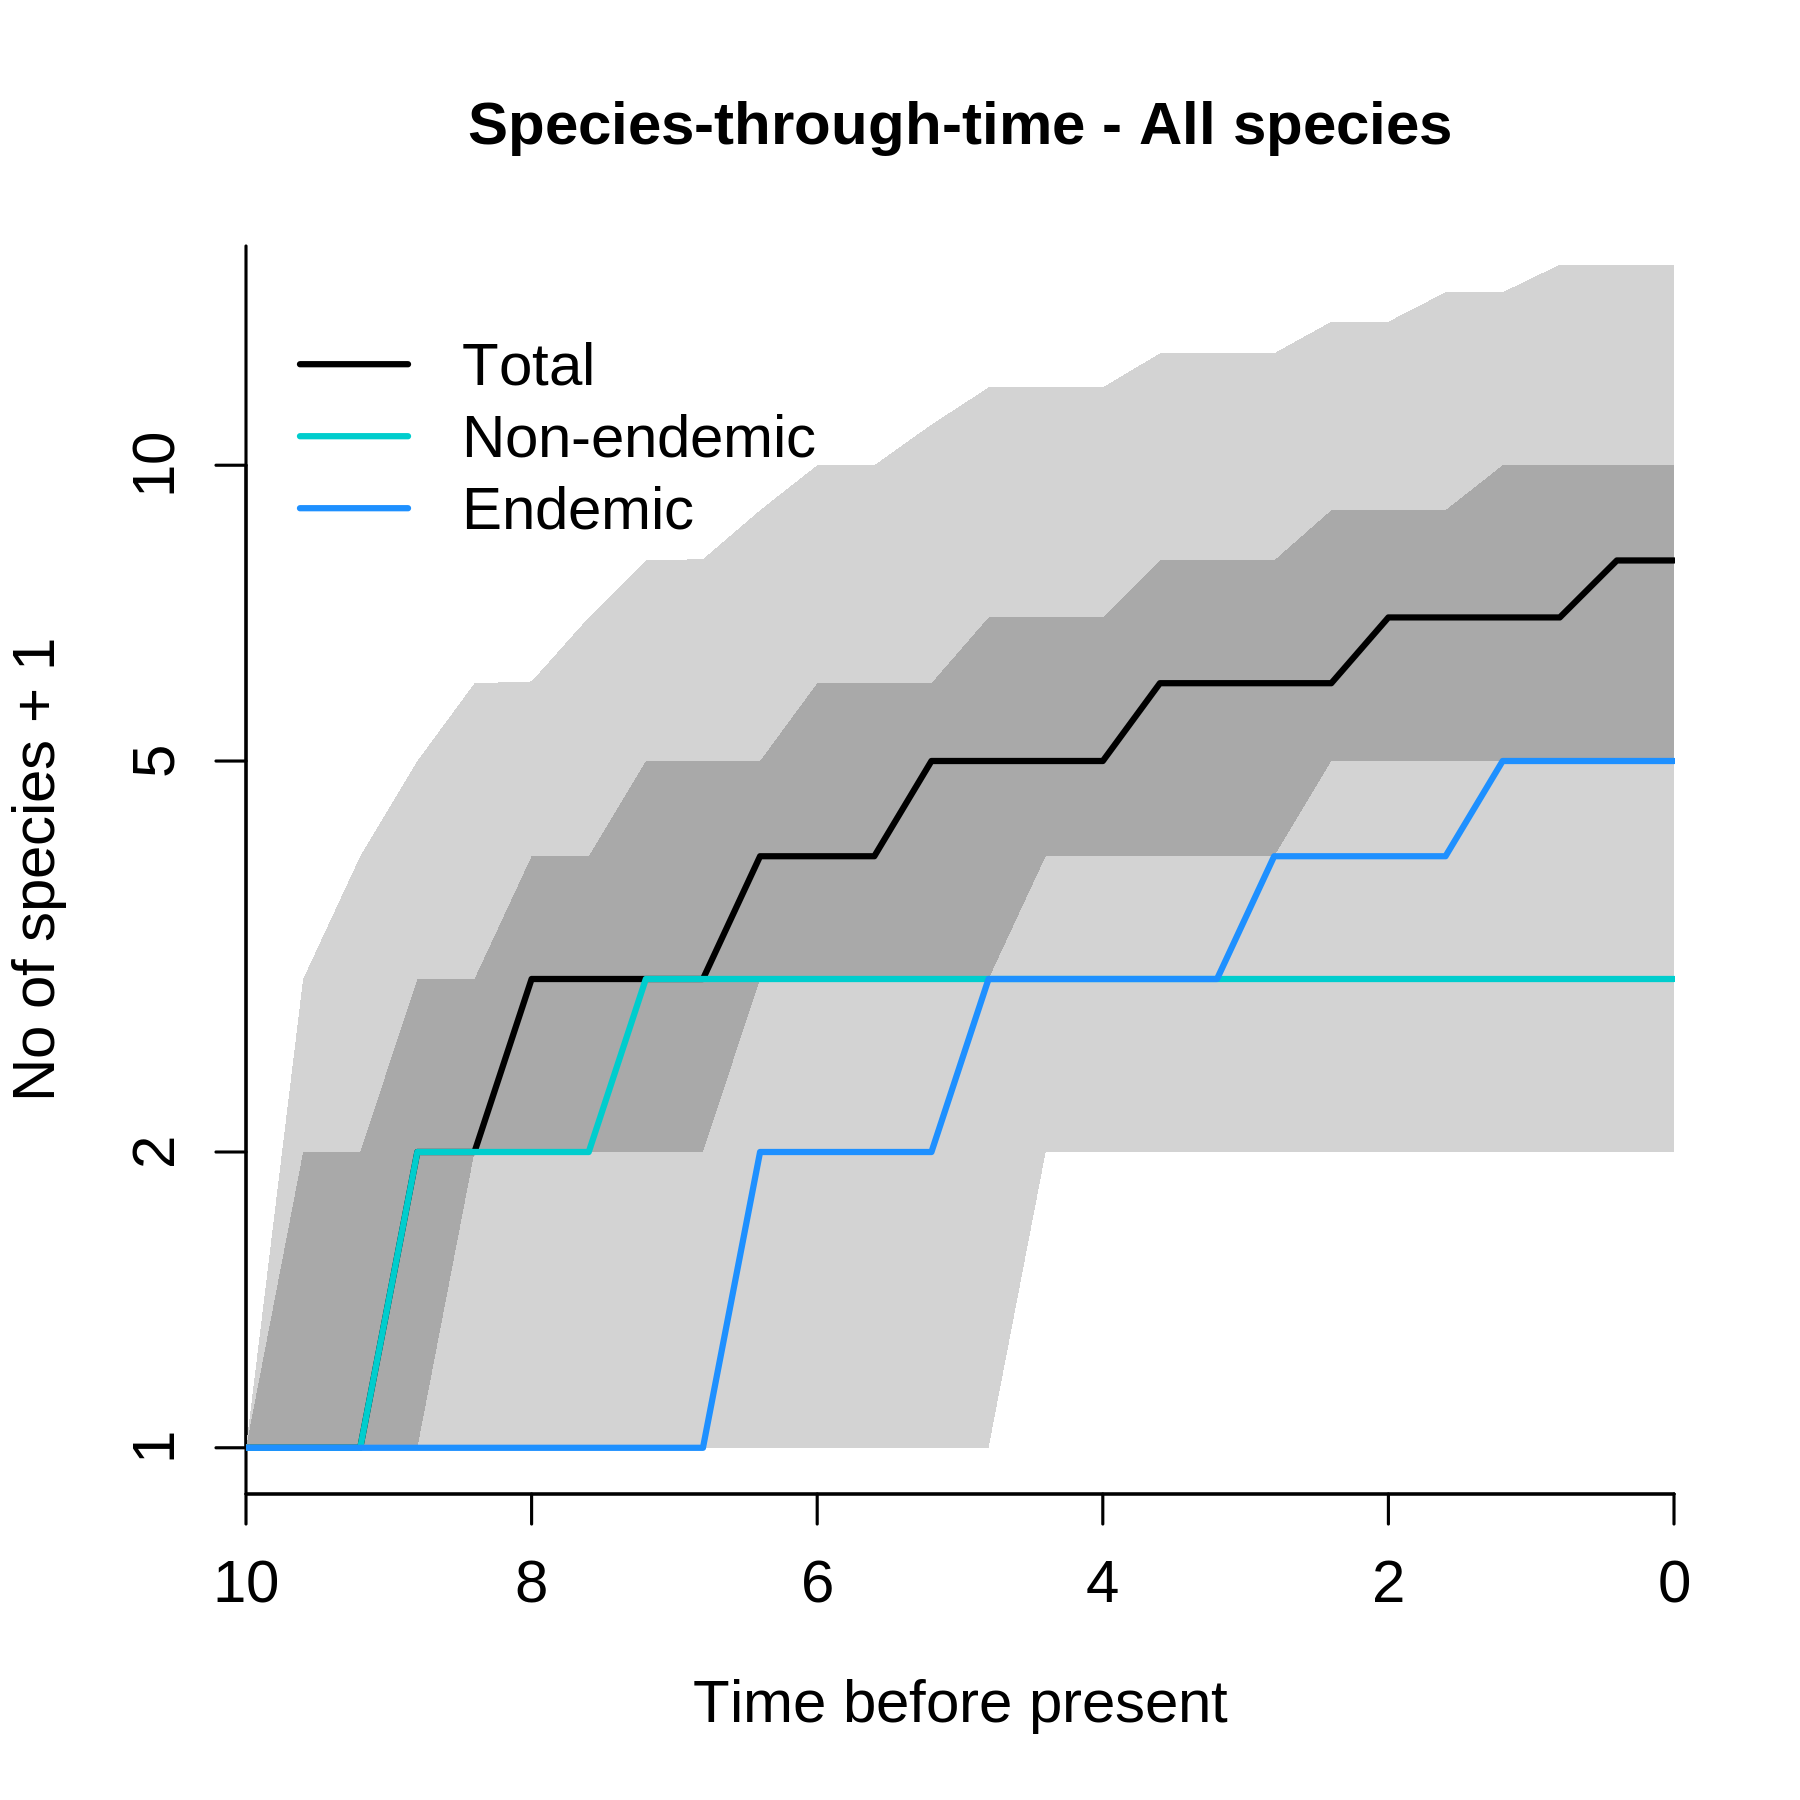 Species-through-time - All species
Total
Non-endemic
Endemic
No of species + 1
10
5
2
1
10 8 6 4 2 0
Time before present